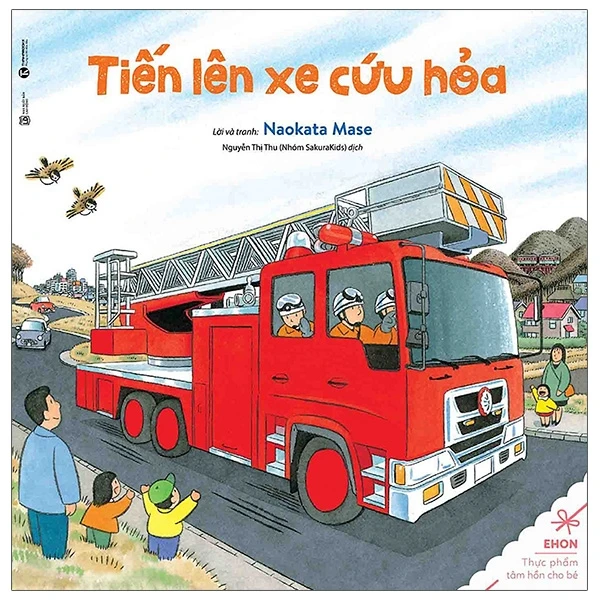 Tiến lên xe cứu hỏa
Lời và tranh: Naokata Mase
Nguyễn Thị Thu (Nhóm SakuraKids) dịch
EHON
Thực phẩm
tâm hồn cho bé